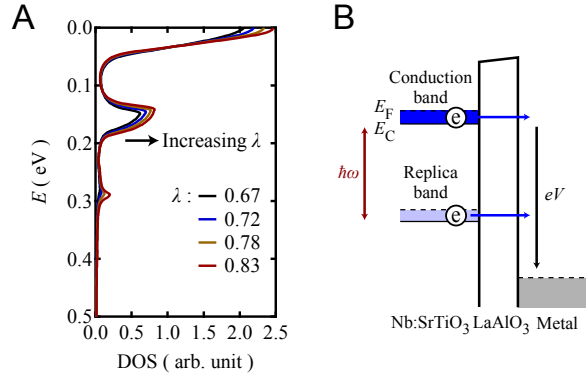 A
0.0
0.1
0.2
0.3
0.4
0.5
E ( eV )
0.0 0.5 1.0 1.5 2.0 2.5
DOS ( arb. unit )
Increasing λ
λ :
0.67
0.72
0.78
0.83
B
Conduction
band
E_F
E_C
e
ħω
Replica
band
e
eV
Nb:SrTiO₃ LaAlO₃ Metal